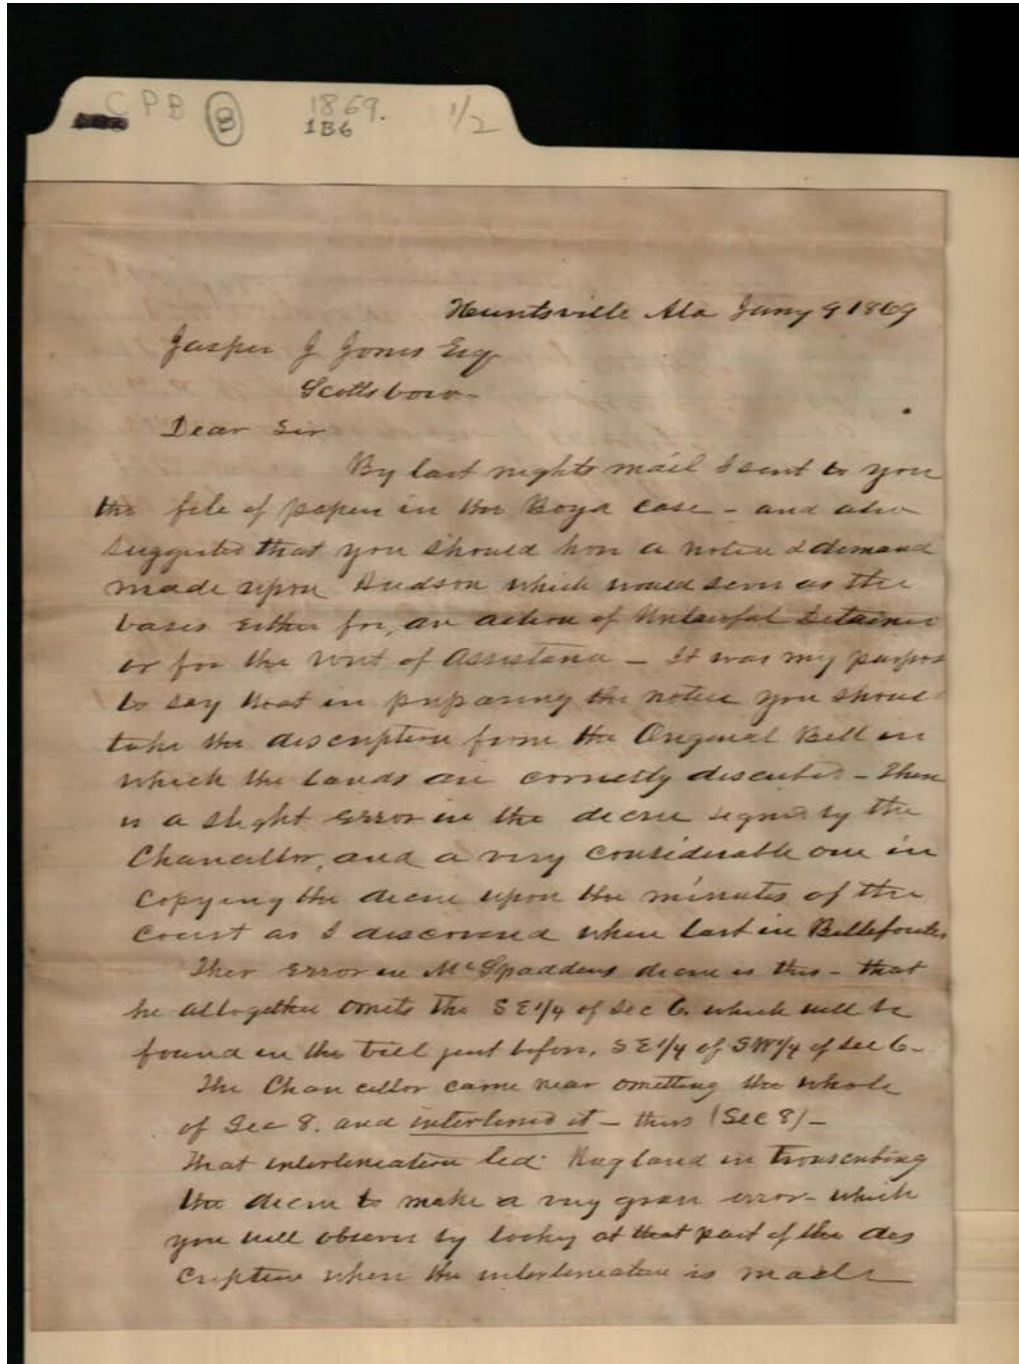 CPB B 1869. 1/2
1B6
Huntsville Ala Jany 9 1869
Jasper J Jones Esq
Scottsboro-
Dear Sir
By last nights mail I sent to you
the file of papers in the Boyd case - and also
suggested that you should have a notice & demand
made upon Hudson which would serve as the
bases either for, an action of Unlawful Detainer
or for the writ of Assistance - It was my purpose
to say that in preparing the notice you should
take the description from the Original Bill in
which the lands are correctly described - There
is a slight error in the decree signed by the
Chancellor, and a very considerable one in
copying the decree upon the minutes of the
Court as I discovered when last in Bellefonte,
Ther Error in McSpaddens decree is this - that
he altogether omits the S E 1/4 of Sec 6. which will be
found in the bill just before, S E 1/4 of S W 1/4 of Sec 6-
The Chancellor came near omitting the whole
of Sec 8. and interlined it - thus (Sec 8) -
That interlineation led Ragland in transcribing
the decree to make a very gross error - which
you will observe by looking at that part of the des
cription where the interlineation is made